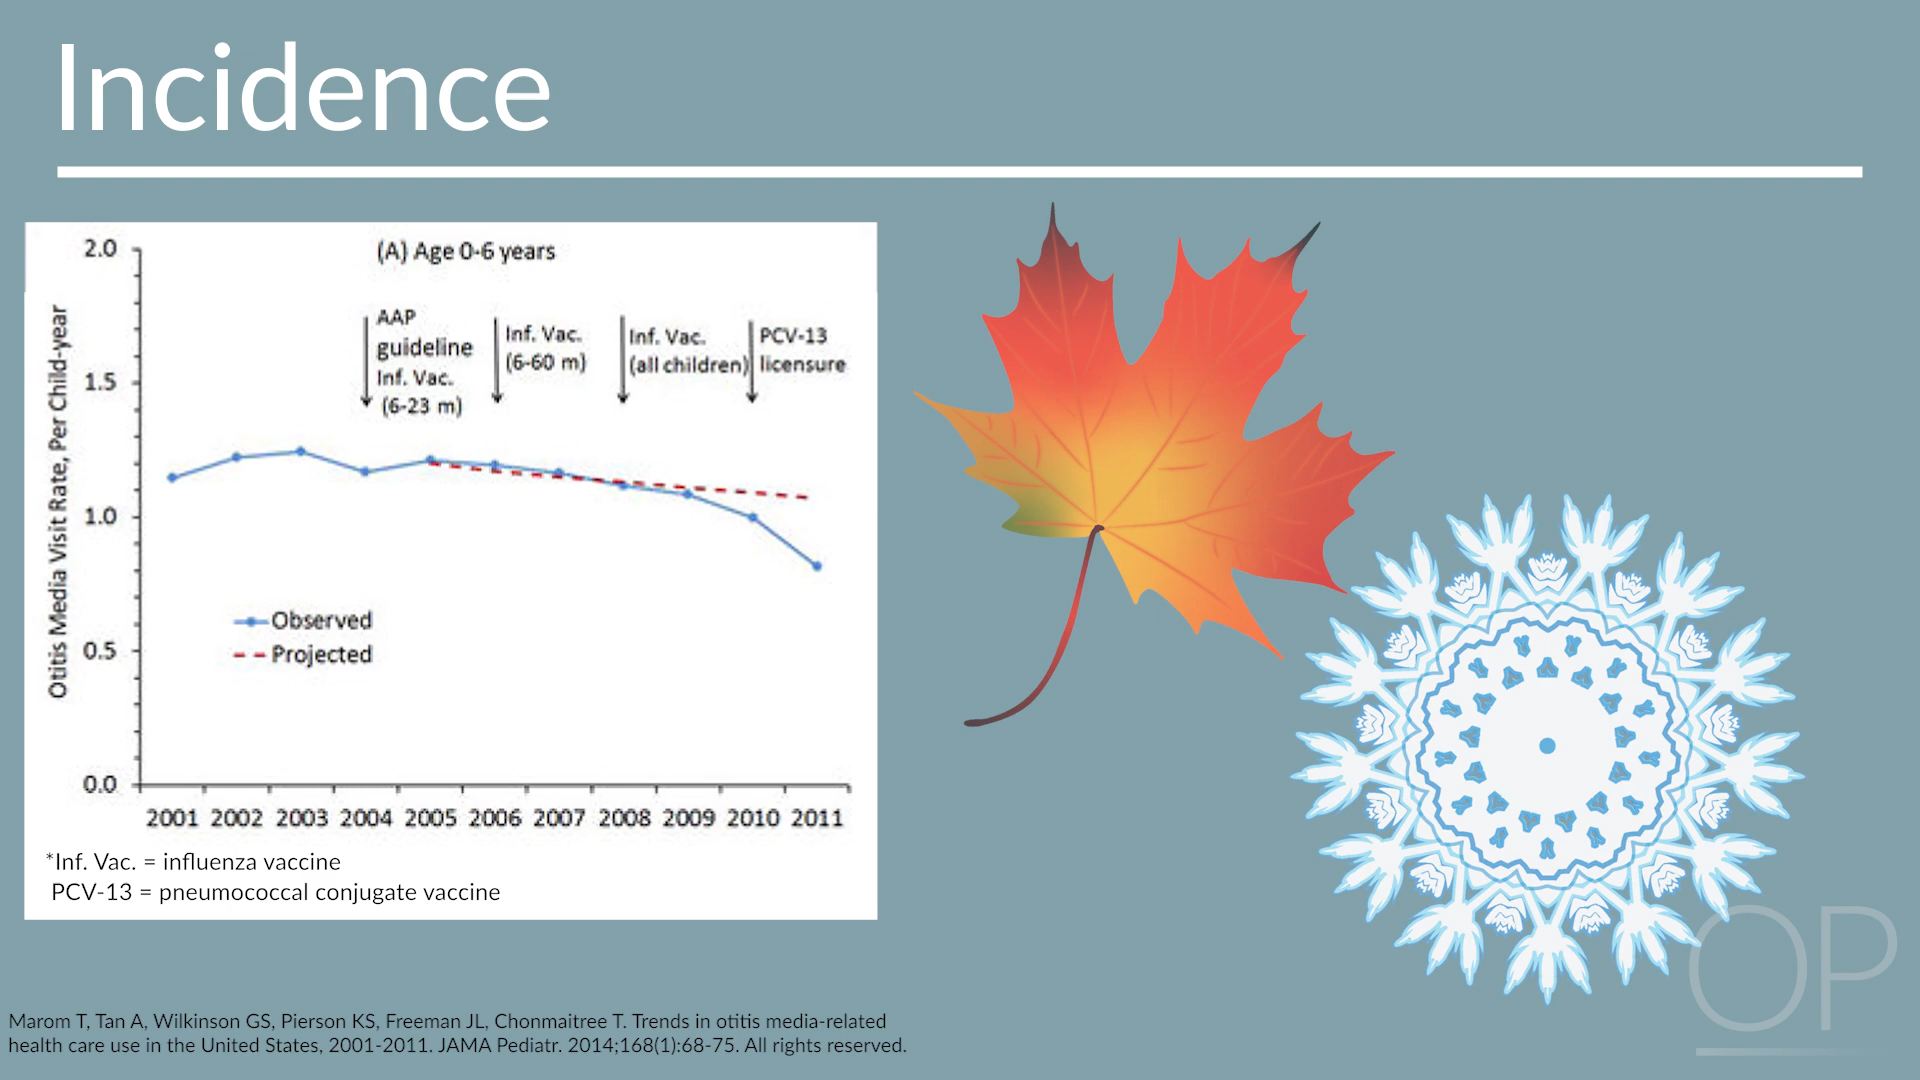 Incidence
(A) Age 0-6 years
2.0
1.5
1.0
0.5
0.0
Otitis Media Visit Rate, Per Child-year
AAP
guideline
Inf. Vac.
(6-23 m)
Inf. Vac.
(6-60 m)
Inf. Vac.
(all children)
PCV-13
licensure
Observed
Projected
2001 2002 2003 2004 2005 2006 2007 2008 2009 2010 2011
*Inf. Vac. = influenza vaccine
PCV-13 = pneumococcal conjugate vaccine
OP
Marom T, Tan A, Wilkinson GS, Pierson KS, Freeman JL, Chonmaitree T. Trends in otitis media-related
health care use in the United States, 2001-2011. JAMA Pediatr. 2014;168(1):68-75. All rights reserved.